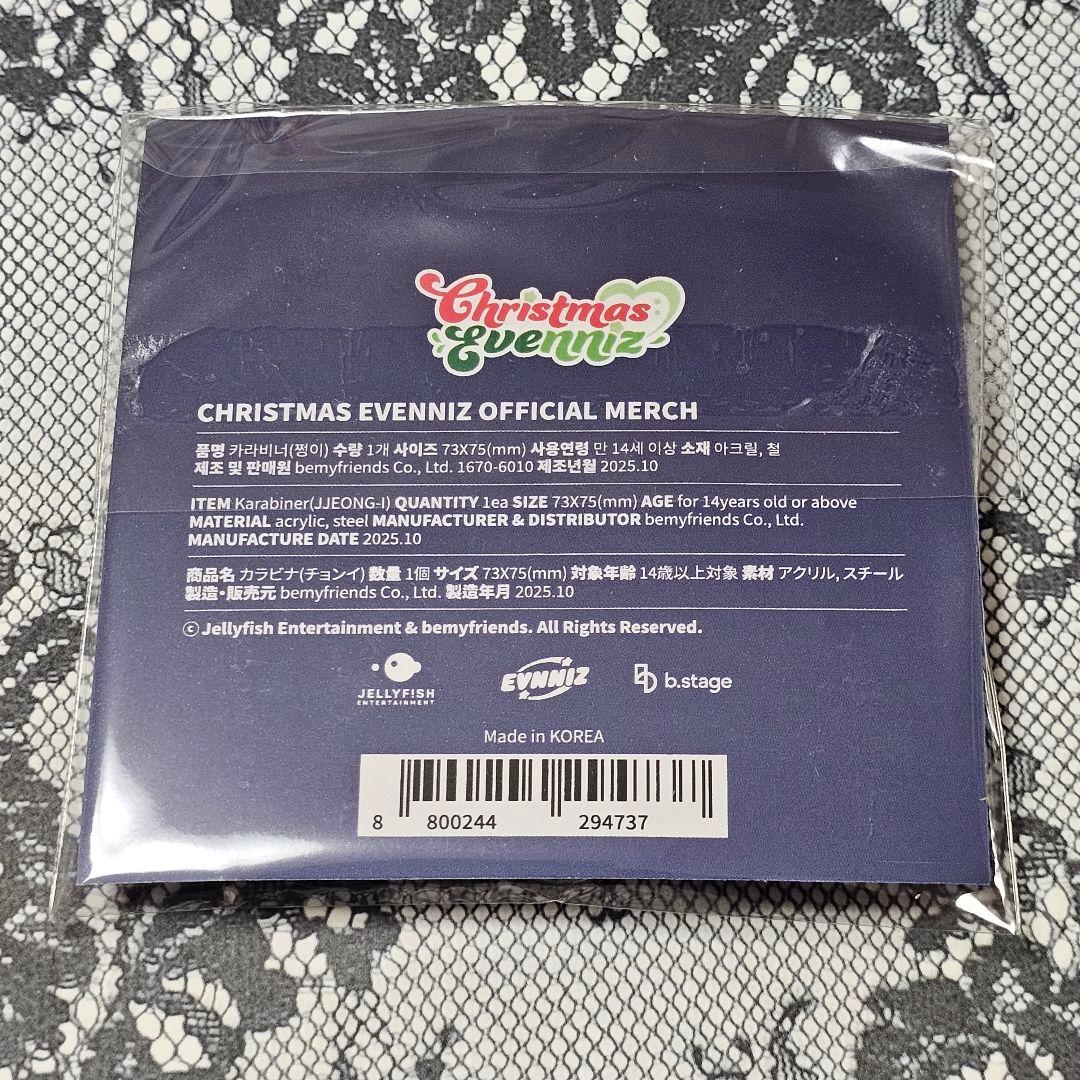 Christmas
Evenniz
CHRISTMAS EVENNIZ OFFICIAL MERCH
품명 카라비너(쩡이) 수량 1개 사이즈 73X75(mm) 사용연령 만 14세 이상 소재 아크릴, 철
제조 및 판매원 bemyfriends Co., Ltd. 1670-6010 제조년월 2025.10
ITEM Karabiner(JJEONG-I) QUANTITY 1ea SIZE 73X75(mm) AGE for 14years old or above
MATERIAL acrylic, steel MANUFACTURER & DISTRIBUTOR bemyfriends Co., Ltd.
MANUFACTURE DATE 2025.10
商品名 カラビナ(チョンイ) 数量 1個 サイズ 73X75(mm) 対象年齢 14歳以上対象 素材 アクリル, スチール
製造・販売元 bemyfriends Co., Ltd. 製造年月 2025.10
ⓒ Jellyfish Entertainment & bemyfriends. All Rights Reserved.
JELLYFISH
ENTERTAINMENT
EVNNIZ
b.stage
Made in KOREA
8 800244 294737